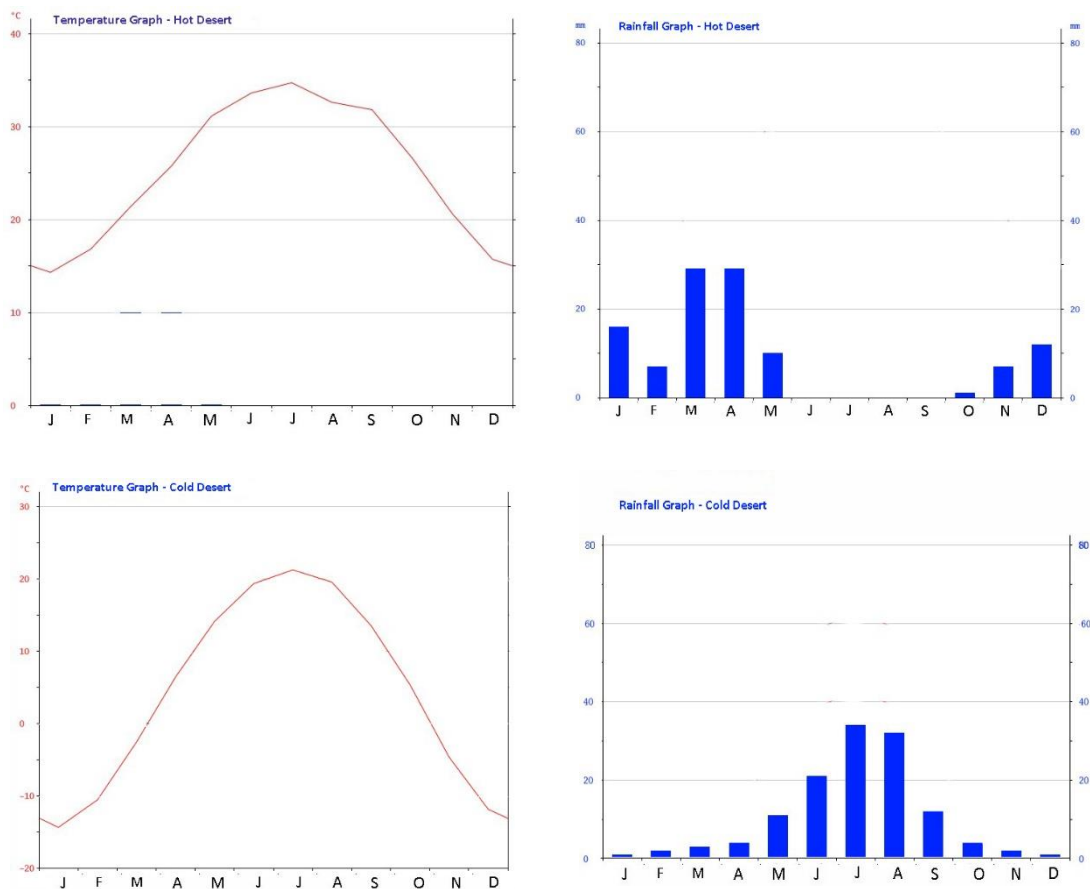 °C
Temperature Graph - Hot Desert
40
30
20
10
0
J F M A M J J A S O N D
mm
Rainfall Graph - Hot Desert
mm
80 80
60 60
40 40
20 20
0 0
J F M A M J J A S O N D
°C
Temperature Graph - Cold Desert
30
20
10
0
-10
-20
J F M A M J J A S O N D
Rainfall Graph - Cold Desert
80 80
60 60
40 40
20 20
0 0
J F M A M J J A S O N D